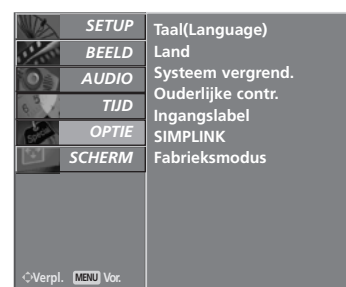 SETUP
BEELD
AUDIO
TIJD
OPTIE
SCHERM
Taal(Language)
Land
Systeem vergrend.
Ouderlijke contr.
Ingangslabel
SIMPLINK
Fabrieksmodus
Verpl. MENU Vor.